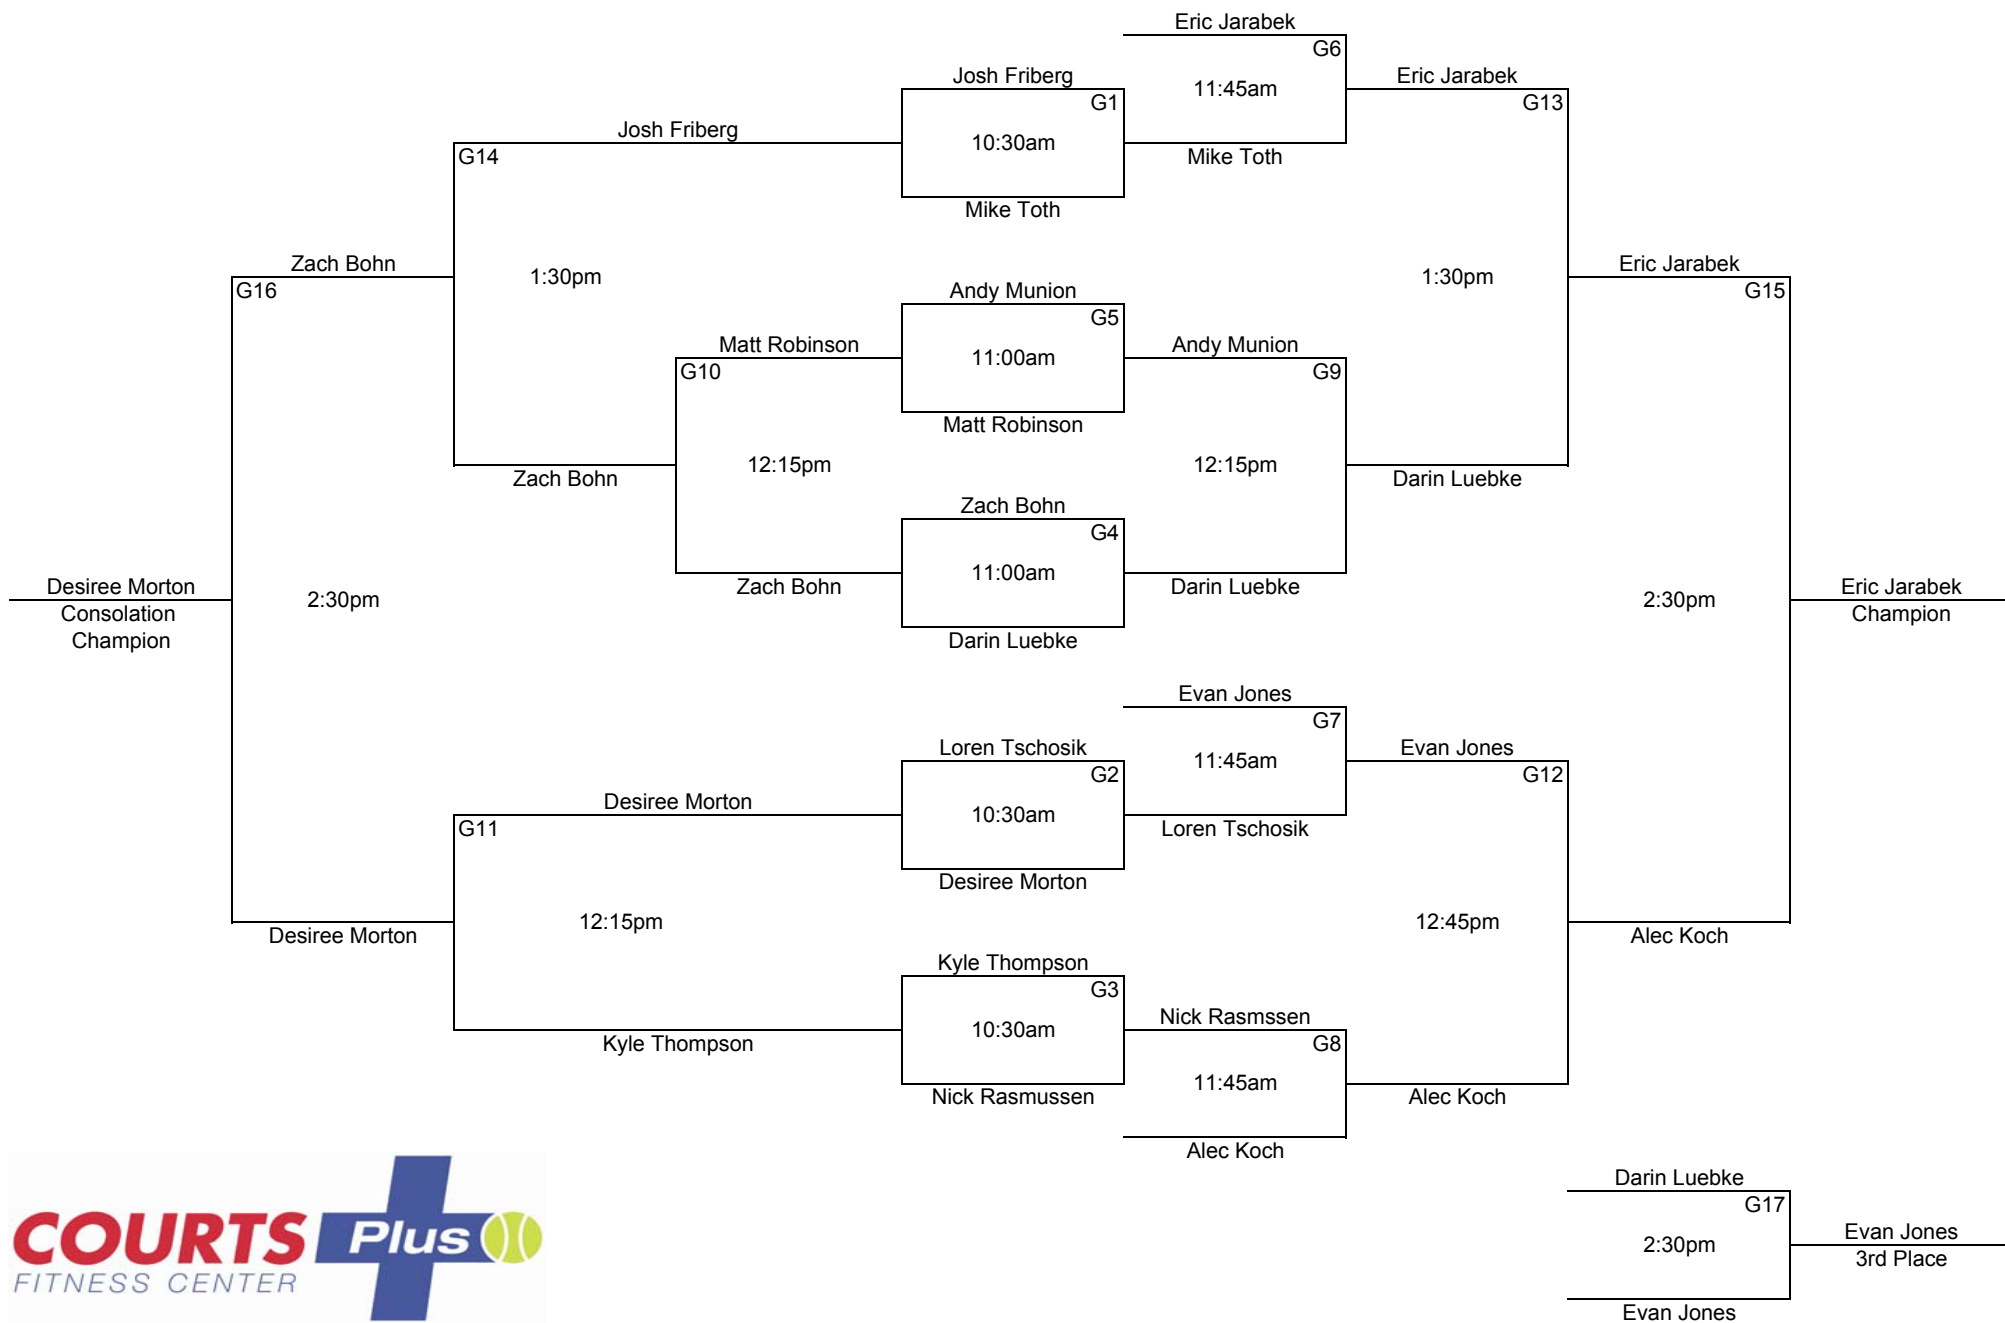 Eric Jarabek
G6
Josh Friberg
11:45am
Eric Jarabek
G1
G13
Josh Friberg
10:30am
G14
Mike Toth
Mike Toth
Zach Bohn
1:30pm
1:30pm
Eric Jarabek
G16
Andy Munion
G15
G5
Matt Robinson
11:00am
Andy Munion
G10
G9
Matt Robinson
12:15pm
12:15pm
Zach Bohn
Darin Luebke
Zach Bohn
G4
11:00am
Desiree Morton
Zach Bohn
Darin Luebke
Eric Jarabek
2:30pm
2:30pm
Consolation
Champion
Champion
Darin Luebke
Evan Jones
G7
Loren Tschosik
11:45am
Evan Jones
G2
G12
Desiree Morton
10:30am
G11
Loren Tschosik
Desiree Morton
12:15pm
12:45pm
Desiree Morton
Alec Koch
Kyle Thompson
G3
Nick Rasmssen
10:30am
Kyle Thompson
G8
11:45am
Nick Rasmussen
Alec Koch
Alec Koch
Darin Luebke
G17
COURTS Plus
FITNESS CENTER
2:30pm
Evan Jones
3rd Place
Evan Jones